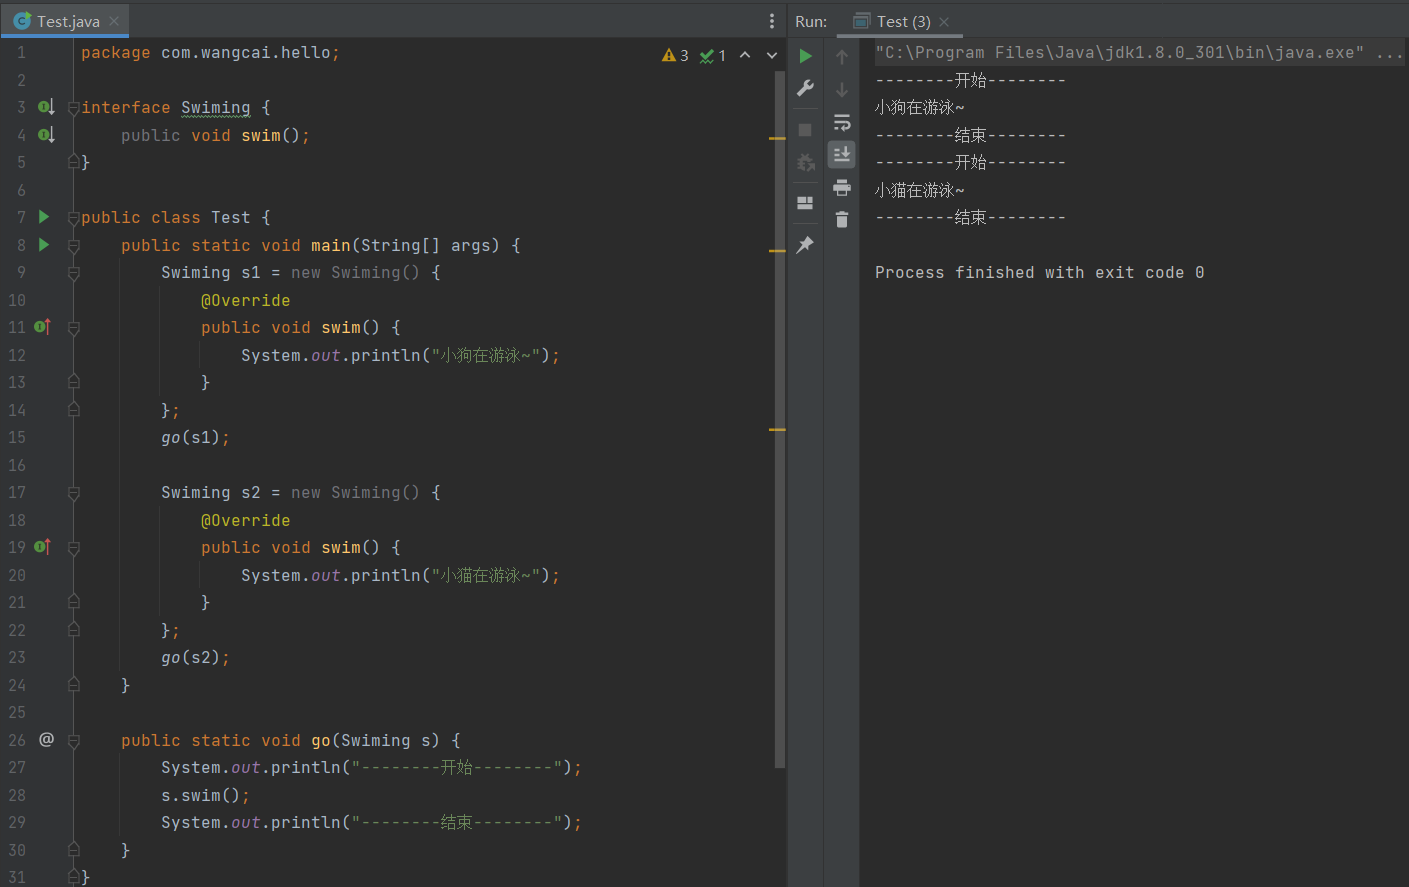 Test.java
Run: Test (3)
3 1
1 package com.wangcai.hello;
2
3 interface Swiming {
4 public void swim();
5 }
6
7 public class Test {
8 public static void main(String[] args) {
9 Swiming s1 = new Swiming() {
10 @Override
11 public void swim() {
12 System.out.println("小狗在游泳~");
13 }
14 };
15 go(s1);
16
17 Swiming s2 = new Swiming() {
18 @Override
19 public void swim() {
20 System.out.println("小猫在游泳~");
21 }
22 };
23 go(s2);
24 }
25
26 @ public static void go(Swiming s) {
27 System.out.println("--------开始--------");
28 s.swim();
29 System.out.println("--------结束--------");
30 }
31 }
"C:\Program Files\Java\jdk1.8.0_301\bin\java.exe" ...
--------开始--------
小狗在游泳~
--------结束--------
--------开始--------
小猫在游泳~
--------结束--------
Process finished with exit code 0